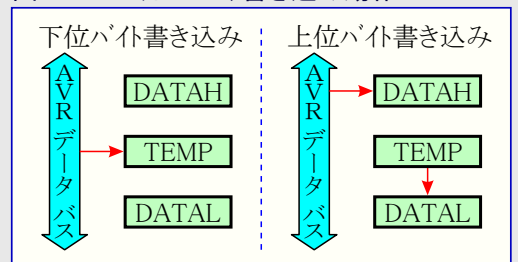 下位バイト書き込み
AVRデータ バス
DATAH
TEMP
DATAL
上位バイト書き込み
AVRデータ バス
DATAH
TEMP
DATAL